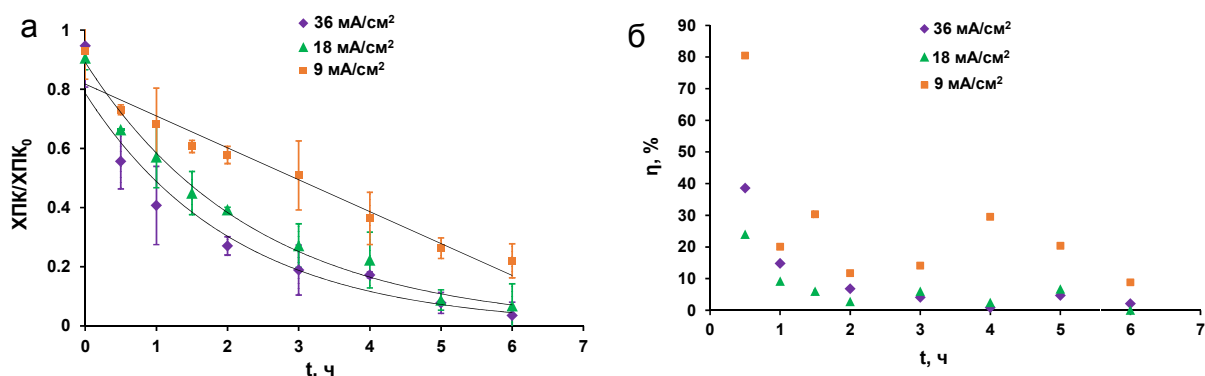 а
36 мА/см²
18 мА/см²
9 мА/см²
ХПК/ХПК₀
1
0.8
0.6
0.4
0.2
0
0 1 2 3 4 5 6 7
t, ч
б
36 мА/см²
18 мА/см²
9 мА/см²
η, %
90
80
70
60
50
40
30
20
10
0
0 1 2 3 4 5 6 7
t, ч